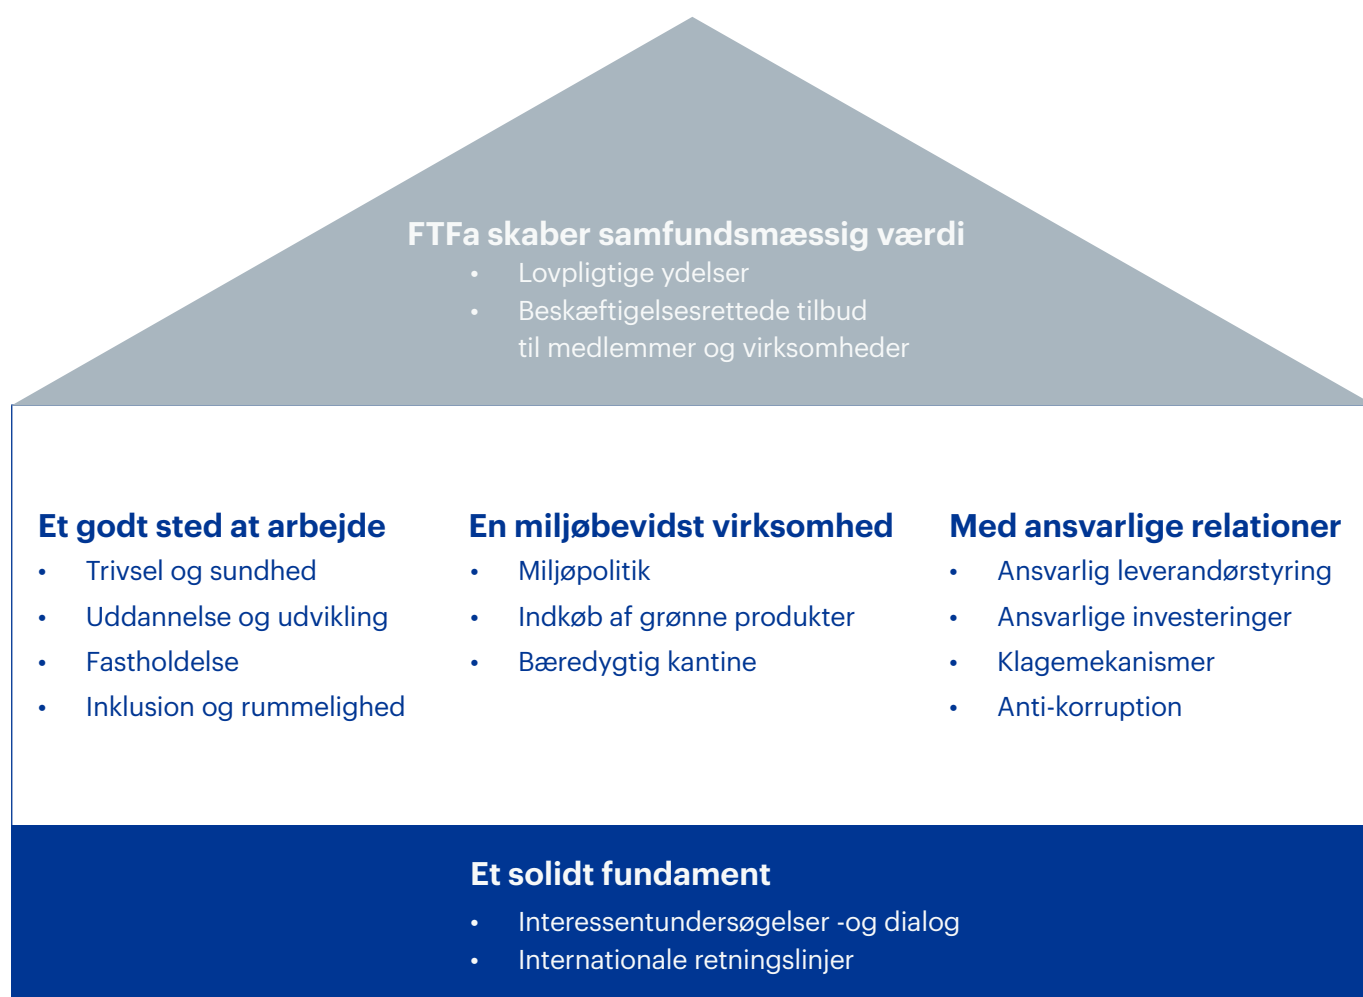 FTFa skaber samfundsmæssig værdi
• Lovpligtige ydelser
• Beskæftigelsesrettede tilbud
til medlemmer og virksomheder
Et godt sted at arbejde
• Trivsel og sundhed
• Uddannelse og udvikling
• Fastholdelse
• Inklusion og rummelighed
En miljøbevidst virksomhed
• Miljøpolitik
• Indkøb af grønne produkter
• Bæredygtig kantine
Med ansvarlige relationer
• Ansvarlig leverandørstyring
• Ansvarlige investeringer
• Klagemekanismer
• Anti-korruption
Et solidt fundament
• Interessentundersøgelser -og dialog
• Internationale retningslinjer